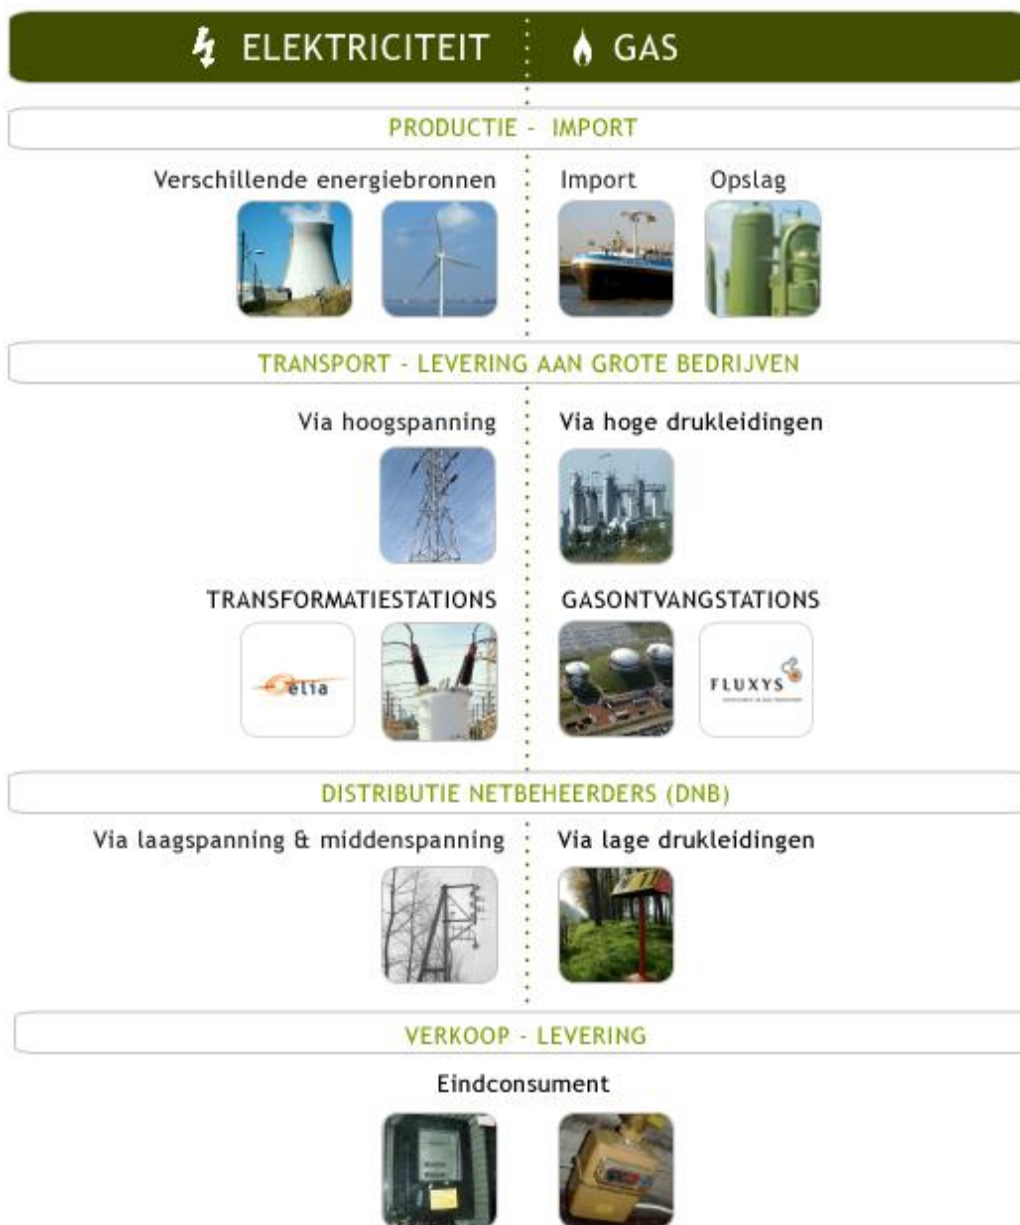 ELEKTRICITEIT
GAS
PRODUCTIE - IMPORT
Verschillende energiebronnen
Import
Opslag
TRANSPORT - LEVERING AAN GROTE BEDRIJVEN
Via hoogspanning
Via hoge drukleidingen
TRANSFORMATIESTATIONS
GASONTVANGSTATIONS
elia
FLUXYS
DISTRIBUTIE NETBEHEERDERS (DNB)
Via laagspanning & middenspanning
Via lage drukleidingen
VERKOOP - LEVERING
Eindconsument